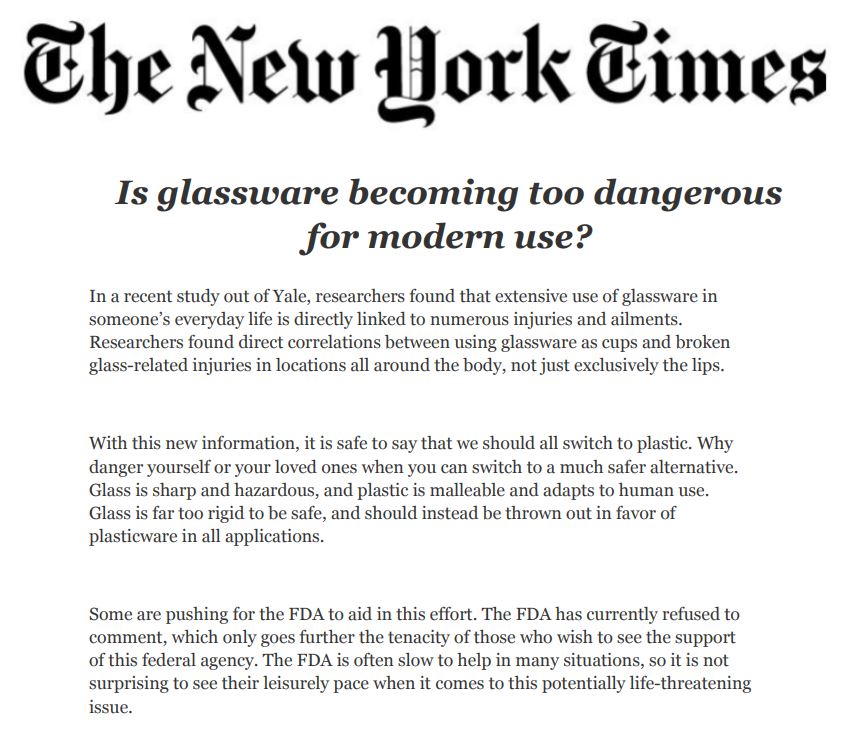 The New York Times
Is glassware becoming too dangerous
for modern use?
In a recent study out of Yale, researchers found that extensive use of glassware in
someone’s everyday life is directly linked to numerous injuries and ailments.
Researchers found direct correlations between using glassware as cups and broken
glass-related injuries in locations all around the body, not just exclusively the lips.
With this new information, it is safe to say that we should all switch to plastic. Why
danger yourself or your loved ones when you can switch to a much safer alternative.
Glass is sharp and hazardous, and plastic is malleable and adapts to human use.
Glass is far too rigid to be safe, and should instead be thrown out in favor of
plasticware in all applications.
Some are pushing for the FDA to aid in this effort. The FDA has currently refused to
comment, which only goes further the tenacity of those who wish to see the support
of this federal agency. The FDA is often slow to help in many situations, so it is not
surprising to see their leisurely pace when it comes to this potentially life-threatening
issue.